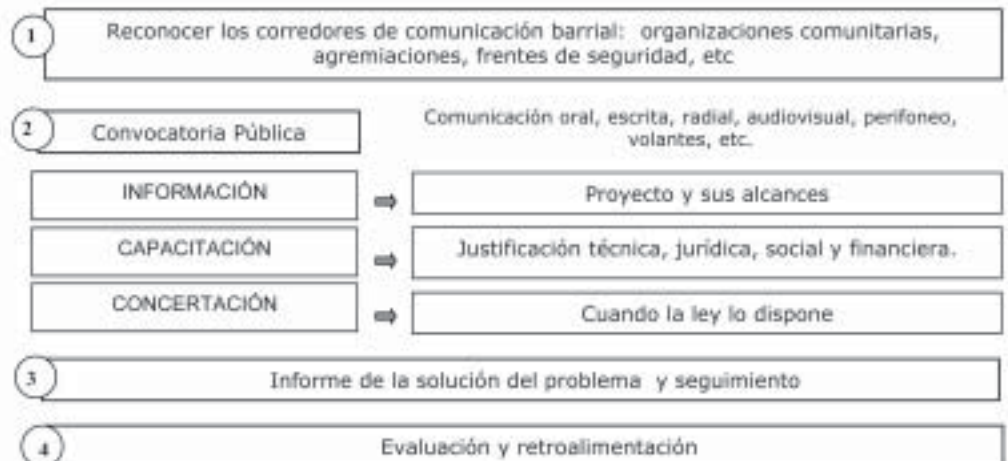 1
Reconocer los corredores de comunicación barrial: organizaciones comunitarias,
agremiaciones, frentes de seguridad, etc
2
Convocatoria Pública
Comunicación oral, escrita, radial, audiovisual, perifoneo,
volantes, etc.
INFORMACIÓN
Proyecto y sus alcances
CAPACITACIÓN
Justificación técnica, jurídica, social y financiera.
CONCERTACIÓN
Cuando la ley lo dispone
3
Informe de la solución del problema y seguimiento
4
Evaluación y retroalimentación